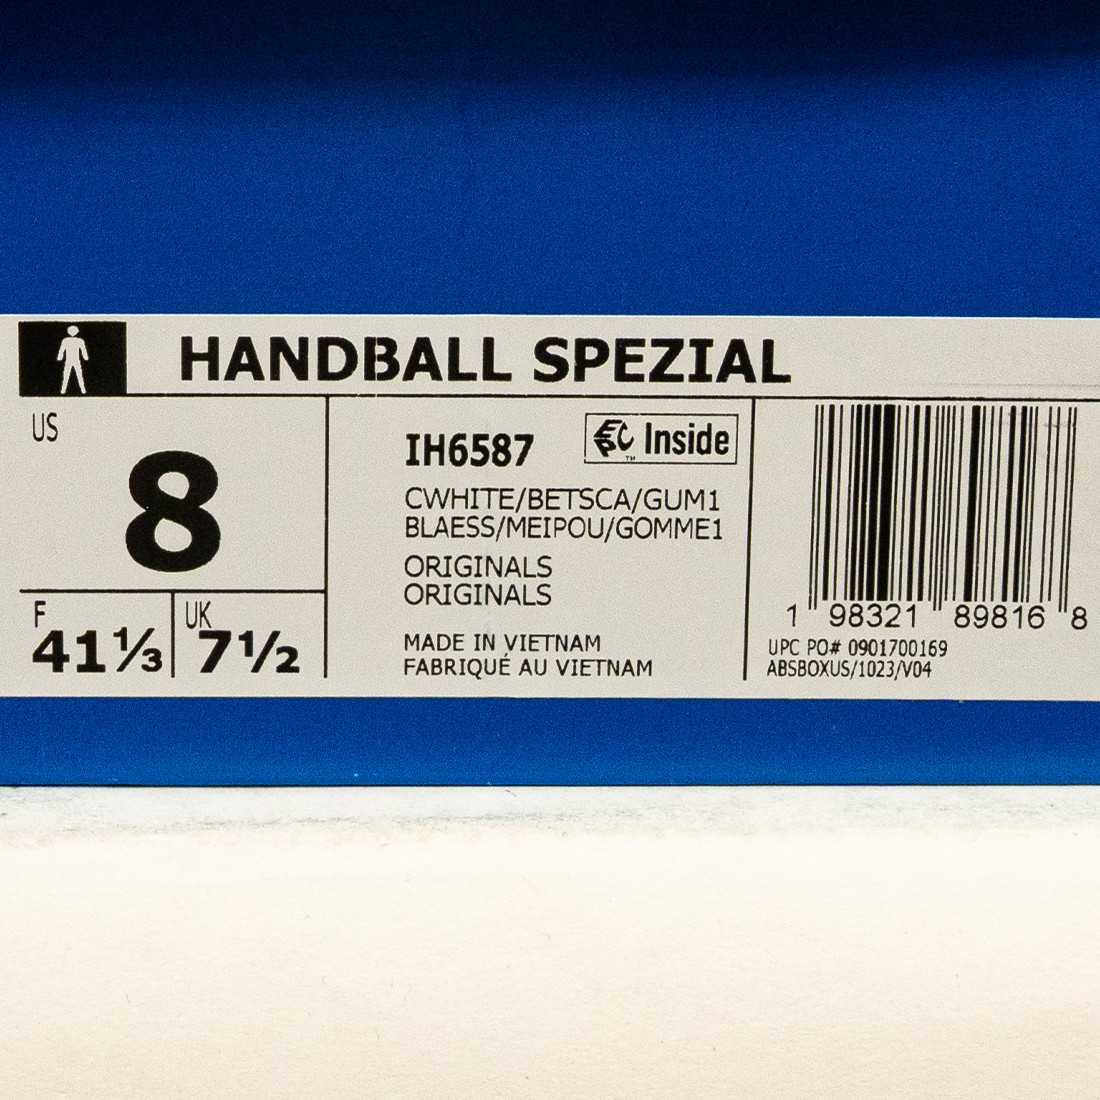 HANDBALL SPEZIAL
US
8
F
41⅓
UK
7½
IH6587
EPC™ Inside
CWHITE/BETSCA/GUM1
BLAESS/MEIPOU/GOMME1
ORIGINALS
ORIGINALS
MADE IN VIETNAM
FABRIQUÉ AU VIETNAM
1 98321 89816 8
UPC PO# 0901700169
ABSBOXUS/1023/V04